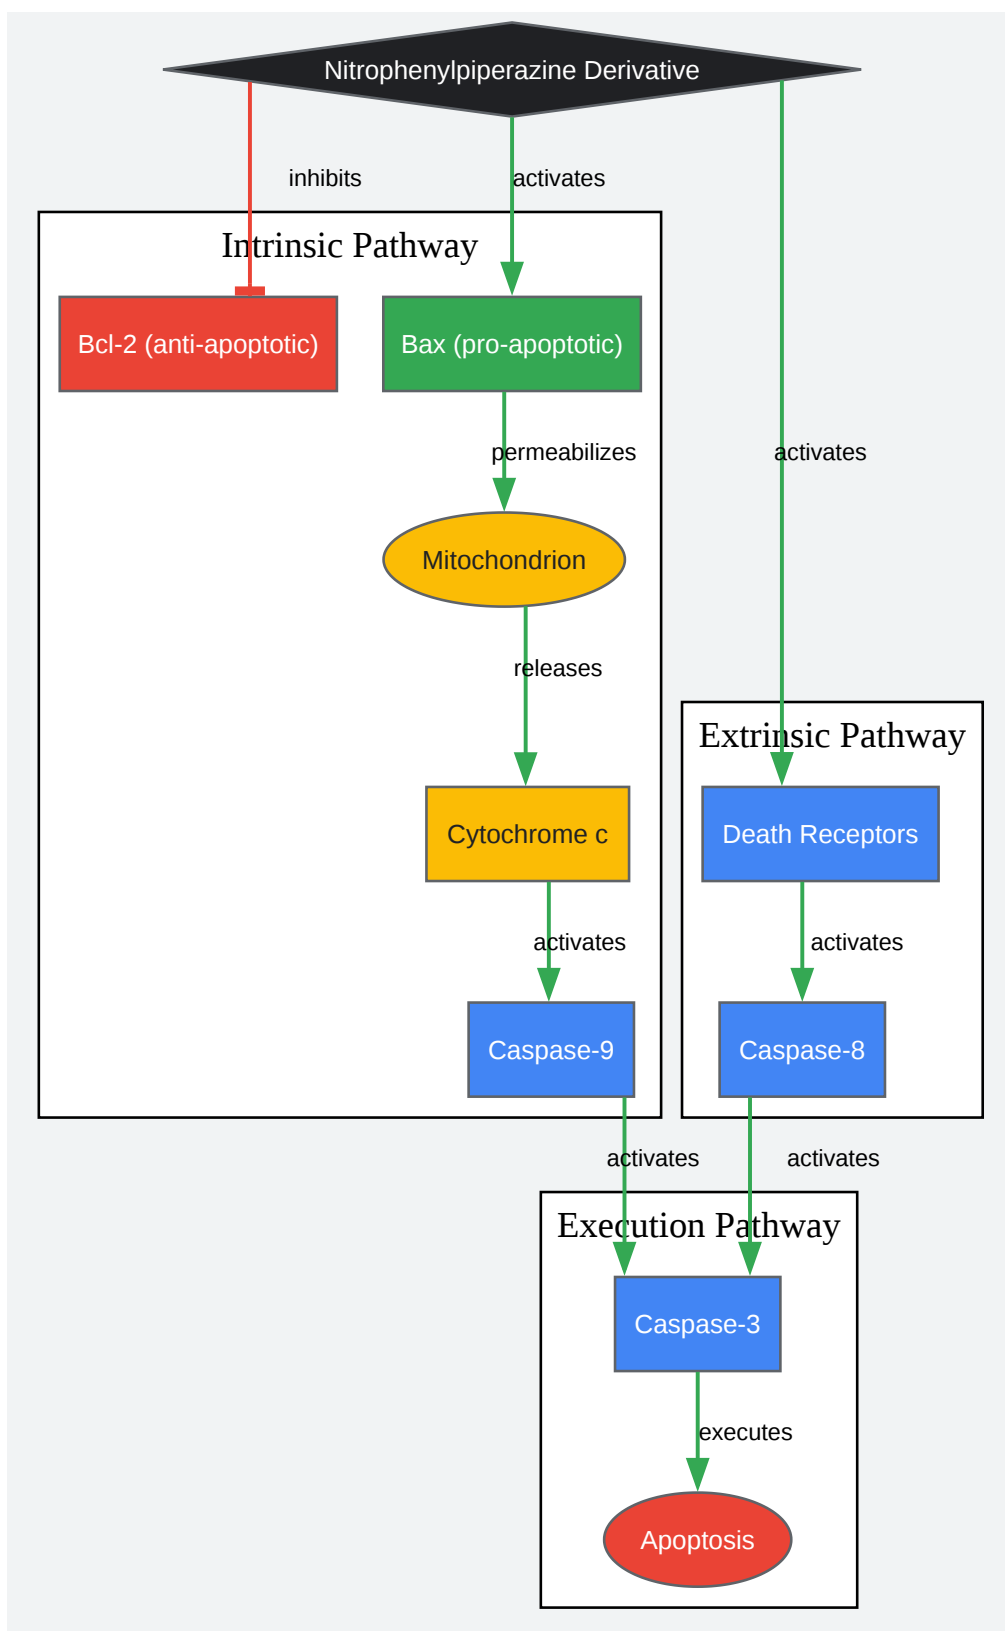 Nitrophenylpiperazine Derivative
inhibits
activates
Intrinsic Pathway
Bcl-2 (anti-apoptotic)
Bax (pro-apoptotic)
permeabilizes
activates
Mitochondrion
releases
Extrinsic Pathway
Cytochrome c
Death Receptors
activates
activates
Caspase-9
Caspase-8
activates
activates
Execution Pathway
Caspase-3
executes
Apoptosis